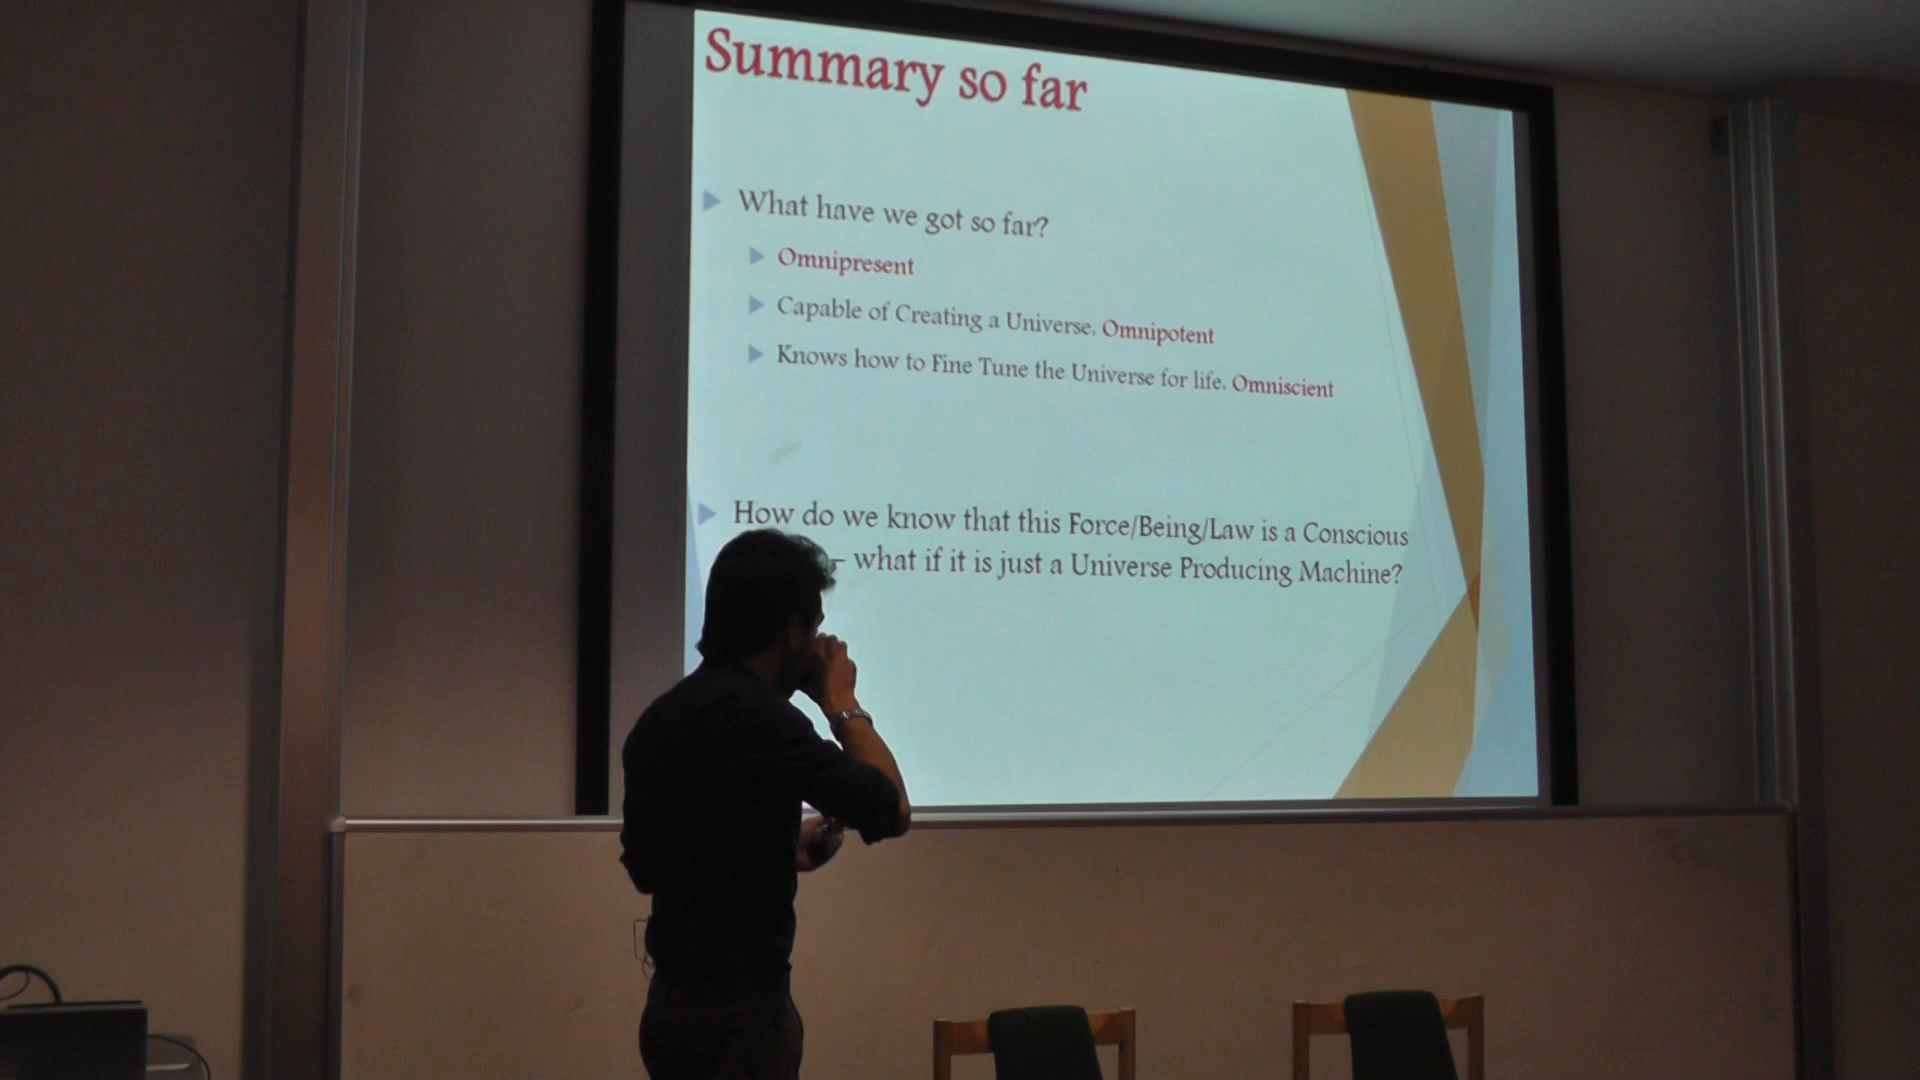 Summary so far
What have we got so far?
Omnipresent
Capable of Creating a Universe. Omnipotent
Knows how to Fine Tune the Universe for life. Omniscient
How do we know that this Force/Being/Law is a Conscious
– what if it is just a Universe Producing Machine?